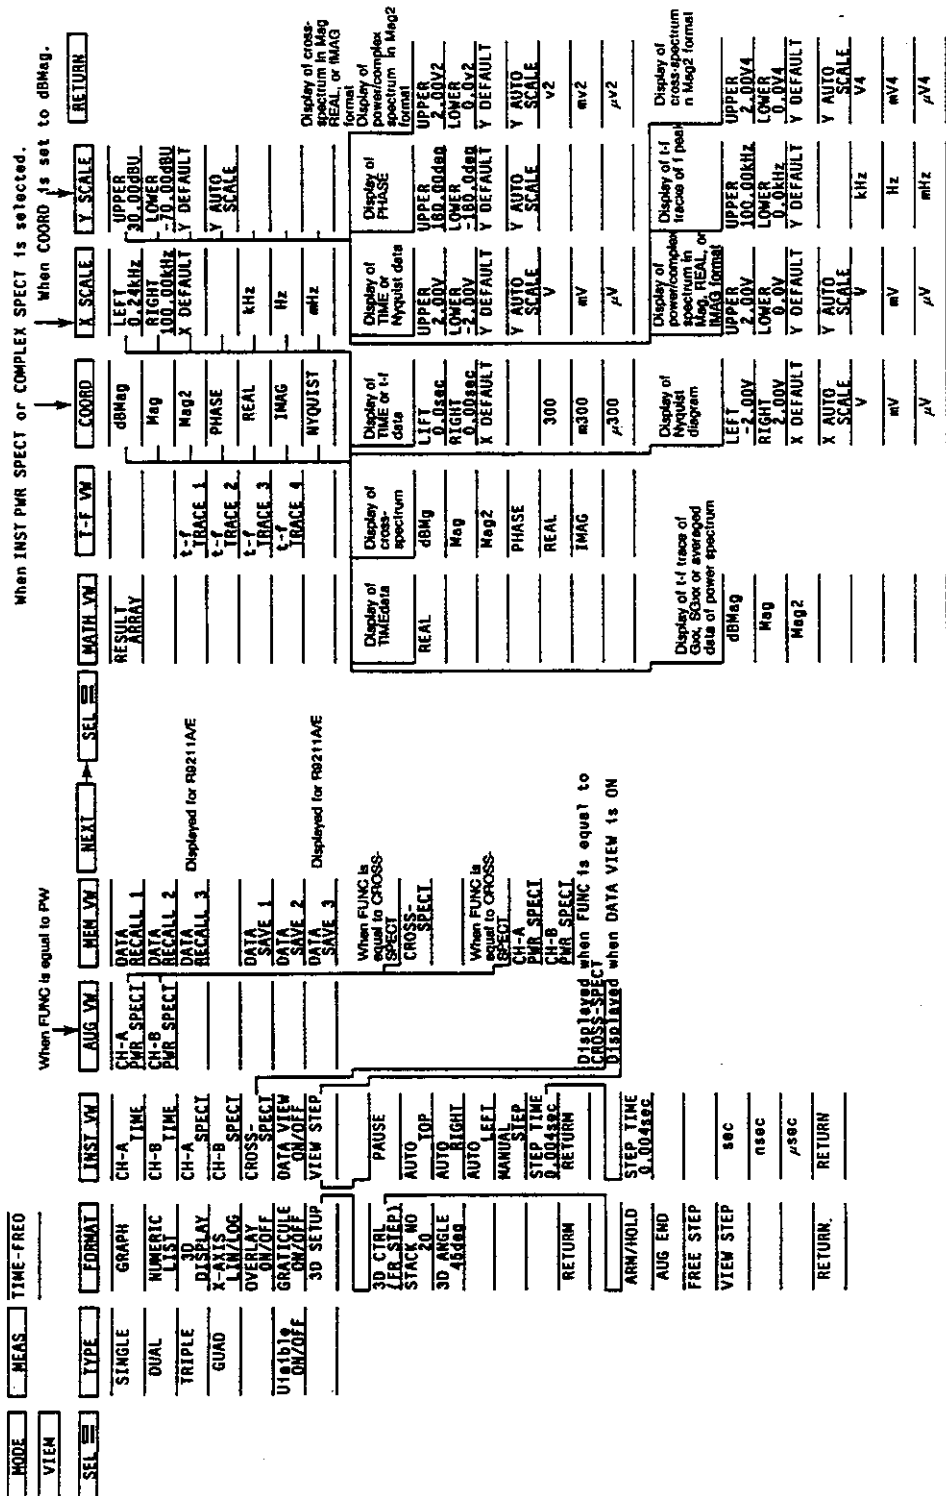 MODE
MEAS
TIME-FREQ
VIEW
SEL
TYPE
SINGLE
DUAL
TRIPLE
GUAD
Uisible
ON/OFF
FORMAT
GRAPH
NUMERIC
LIST
3D
DISPLAY
X-AXIS
LIN/LOG
OVERLAY
ON/OFF
GRATICULE
ON/OFF
3D SETUP
3D CTRL
(FR STEP)
STACK NO
20
3D ANGLE
45deg
RETURM
ARM/HOLD
AUG END
FREE STEP
VIEW STEP
RETURN.
INST VW
CH-A
TIME
CH-B
TIME
CH-A
SPECT
CH-B
SPECT
CROSS-
SPECT
DATA VIEW
ON/OFF
VIEW STEP
PAUSE
AUTO
TOP
AUTO
RIGHT
AUTO
LEFT
MANUAL
STEP
STEP TIME
0.004sec
RETURM
STEP TIME
0.004sec
sec
nsec
μsec
RETURN
When FUNC is equal to PW
AUG VW
CH-A
PWR SPECT
CH-B
PWR SPECT
MEM VW
DATA
RECALL 1
DATA
RECALL 2
DATA
RECALL 3
Displayed for R9211A/E
DATA
SAVE 1
DATA
SAVE 2
DATA
SAVE 3
Displayed for R9211A/E
When FUNC is
equal to CROSS-
SPECT
CROSS-
SPECT
When FUNC is
equal to CROSS-
SPECT
CH-A
PWR SPECT
CH-B
PWR SPECT
Displayed when FUNC is equal to
CROSS-SPECT
Displayed when DATA VIEW is ON
NEXT
SEL
When INST PWR SPECT or COMPLEX SPECT is selected.
When COORD is set to dBMag.
MATH VW
RESULT
ARRAY
Display of
TIMEdata
REAL
Display of t-f trace of
Gxx, SGxx or averaged
data of power spectrum
dBMag
Mag
Mag2
T-F VW
t-f
TRACE 1
t-f
TRACE 2
t-f
TRACE 3
t-f
TRACE 4
Display of
cross-
spectrum
dBMg
Mag
Mag2
PHASE
REAL
IMAG
COORD
dBMag
Mag
Mag2
PHASE
REAL
IMAG
NYQUIST
Display of
TIME or t-f
data
LIFT
0.0sec
RIGHT
0.00sec
X DEFAULT
300
m300
μ300
Display of
Nyquist
diagram
LEFT
-2.00V
RIGHT
2.00V
X DEFAULT
X AUTO
SCALE
V
mV
μV
X SCALE
LEFT
0.24kHz
RIGHT
100.00kHz
X DEFAULT
kHz
Hz
mHz
Display of
TIME or
Nyquist data
UPPER
2.00V
LOWER
-2.00V
Y DEFAULT
Y AUTO
SCALE
V
mV
μV
Display of
power/complex
spectrum in
Mag, REAL, or
IMAG format
UPPER
2.00V
LOWER
0.0V
Y DEFAULT
Y AUTO
SCALE
V
mV
μV
Y SCALE
UPPER
30.00dBU
LOWER
-70.00dBU
Y DEFAULT
Y AUTO
SCALE
Display of
PHASE
UPPER
180.00deg
LOWER
-180.0deg
Y DEFAULT
Y AUTO
SCALE
Display of t-f
tracke of f peak
UPPER
100.00kHz
LOWER
0.0kHz
Y DEFAULT
Y AUTO
SCALE
kHz
Hz
mHz
RETURN
Display of cross-
spectrum in Mag
REAL, or IMAG
format
Display of
power/complex
spectrum in Mag2
format
UPPER
2.00V2
LOWER
0.0v2
Y DEFAULT
Y AUTO
SCALE
v2
mv2
μv2
Display of
cross-spectrum
n Mag2 format
UPPER
2.00V4
LOWER
0.0V4
Y DEFAULT
Y AUTO
SCALE
V4
mV4
μV4